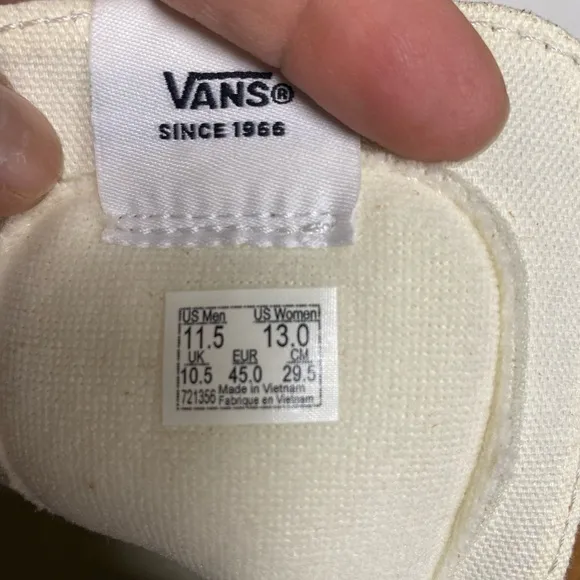 VANS®
SINCE 1966
US Men US Women
11.5 13.0
UK EUR CM
10.5 45.0 29.5
721356 Made in Vietnam
Fabrique en Vietnam